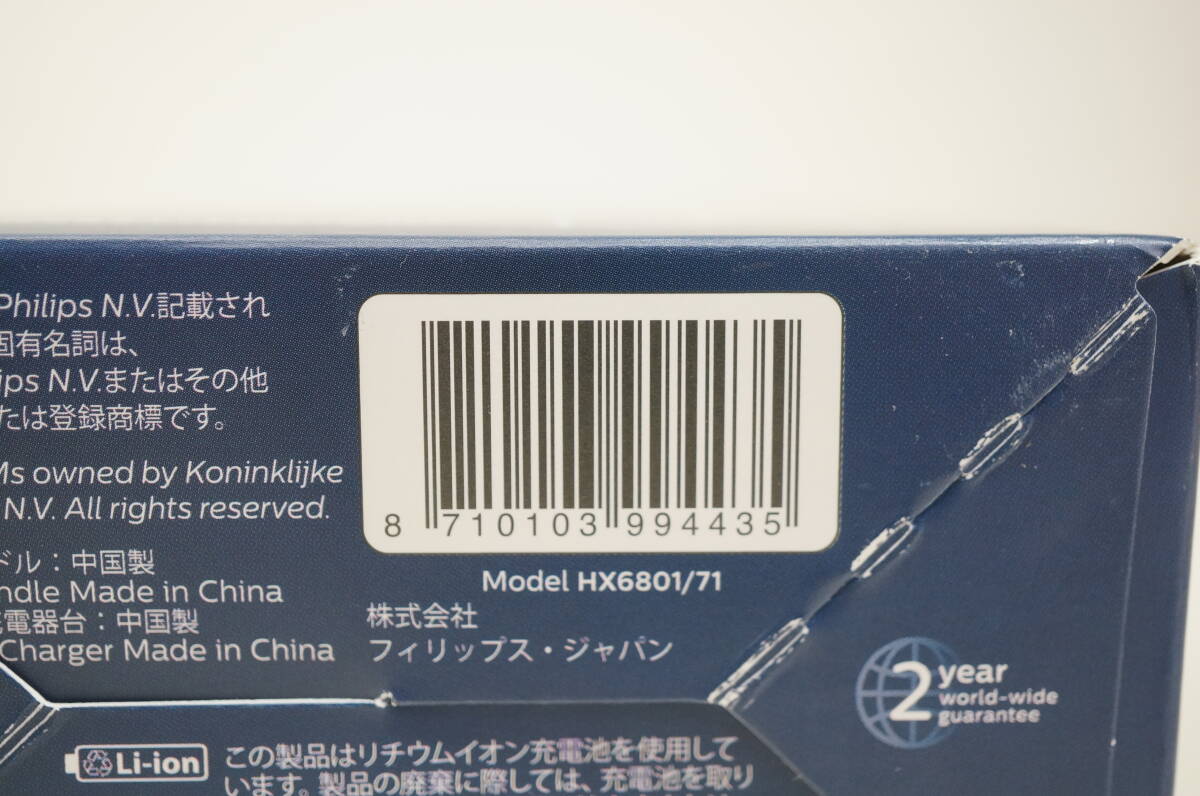 Philips N.V.記載され
固有名詞は、
ips N.V.またはその他
たは登録商標です。
Ms owned by Koninklijke
N.V. All rights reserved.
ドル：中国製
ndle Made in China
電器台：中国製
Charger Made in China
8 710103 994435
Model HX6801/71
株式会社
フィリップス・ジャパン
2 year
world-wide
guarantee
Li-ion
この製品はリチウムイオン充電池を使用して
います。製品の廃棄に際しては、充電池を取り